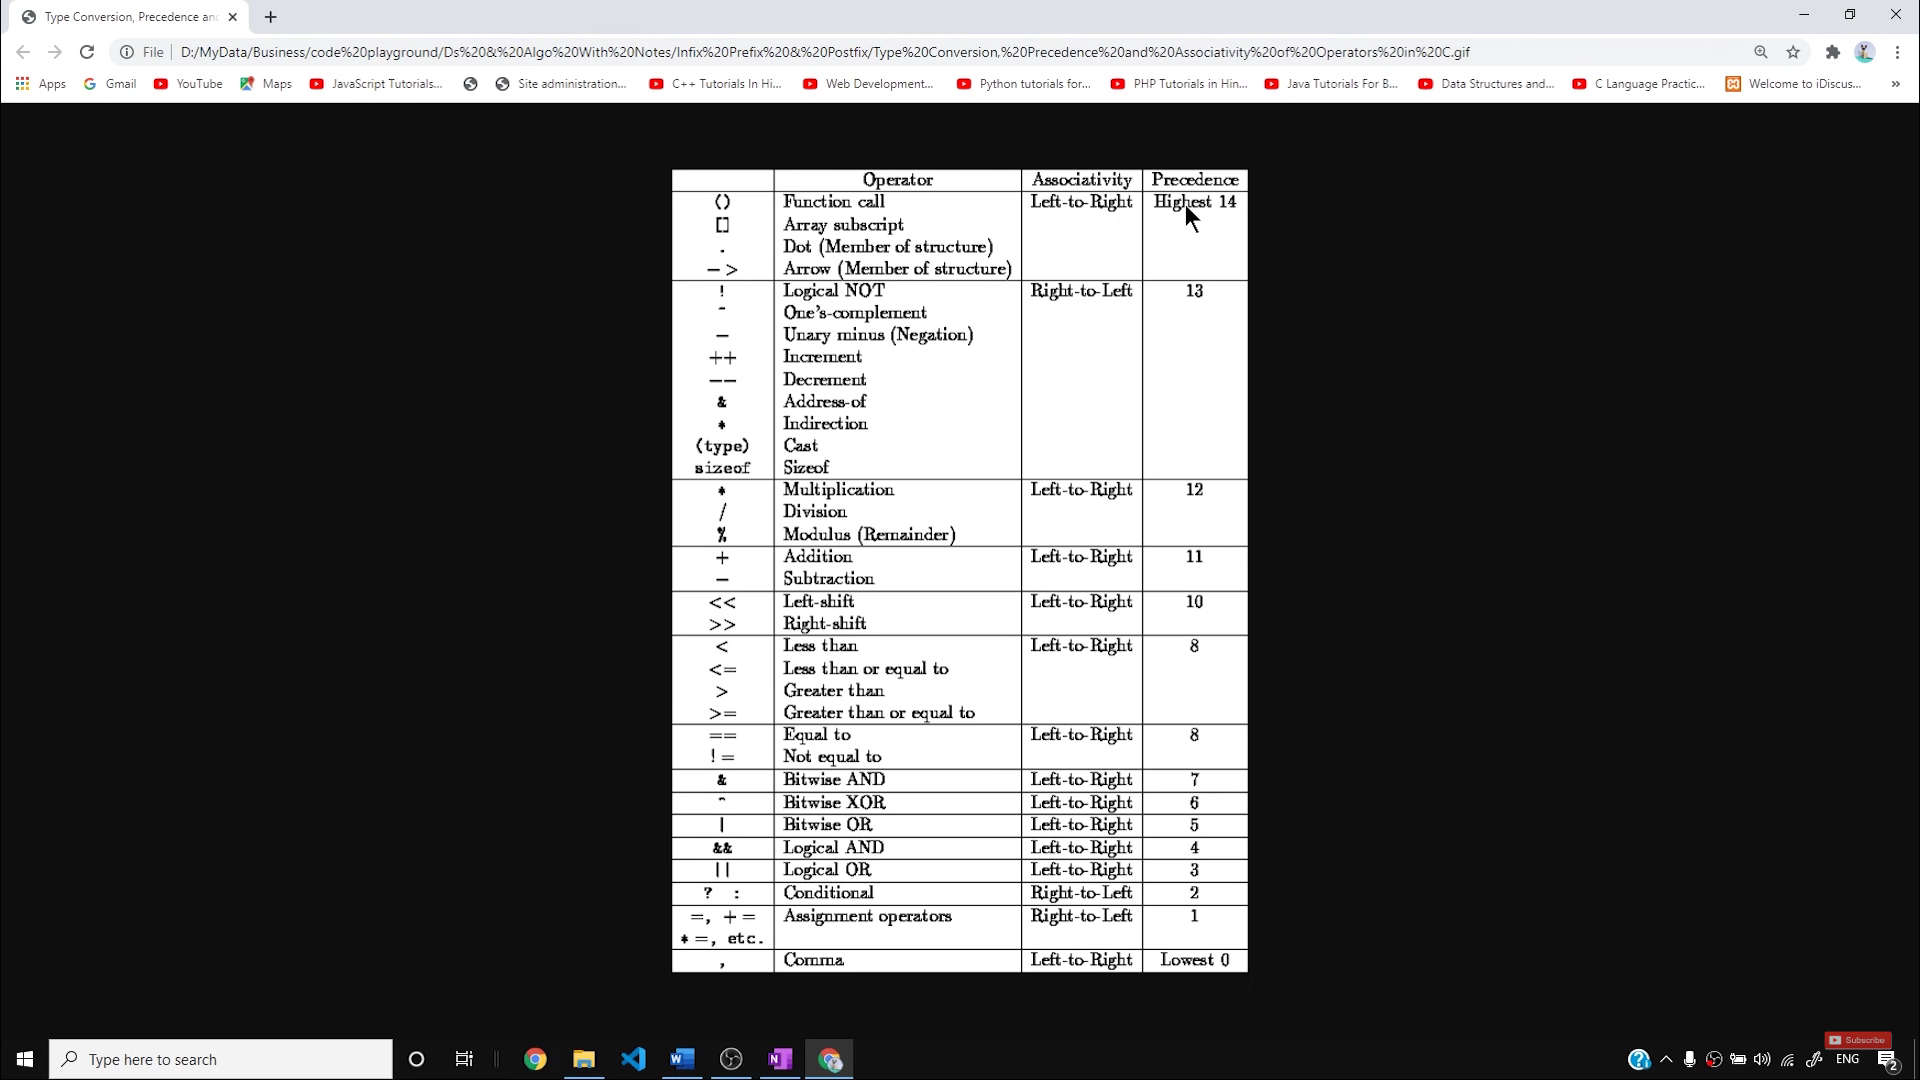 Type Conversion, Precedence an
File D:/MyData/Business/code%20playground/Ds%20&%20Algo%20With%20Notes/Infix%20Prefix%20&%20Postfix/Type%20Conversion,%20Precedence%20and%20Associativity%20of%20Operators%20in%20C.gif
Apps Gmail YouTube Maps JavaScript Tutorials... Site administration... C++ Tutorials In Hi... Web Development... Python tutorials for... PHP Tutorials in Hin... Java Tutorials For B... Data Structures and... C Language Practic... Welcome to iDiscus... »
Operator Associativity Precedence
() Function call Left-to-Right Highest 14
[] Array subscript
. Dot (Member of structure)
-> Arrow (Member of structure)
! Logical NOT Right-to-Left 13
~ One's-complement
- Unary minus (Negation)
++ Increment
-- Decrement
& Address-of
* Indirection
(type) Cast
sizeof Sizeof
* Multiplication Left-to-Right 12
/ Division
% Modulus (Remainder)
+ Addition Left-to-Right 11
- Subtraction
<< Left-shift Left-to-Right 10
>> Right-shift
< Less than Left-to-Right 8
<= Less than or equal to
> Greater than
>= Greater than or equal to
== Equal to Left-to-Right 8
!= Not equal to
& Bitwise AND Left-to-Right 7
^ Bitwise XOR Left-to-Right 6
| Bitwise OR Left-to-Right 5
&& Logical AND Left-to-Right 4
|| Logical OR Left-to-Right 3
? : Conditional Right-to-Left 2
=, += Assignment operators Right-to-Left 1
*=, etc.
, Comma Left-to-Right Lowest 0
Subscribe
Type here to search
ENG
2